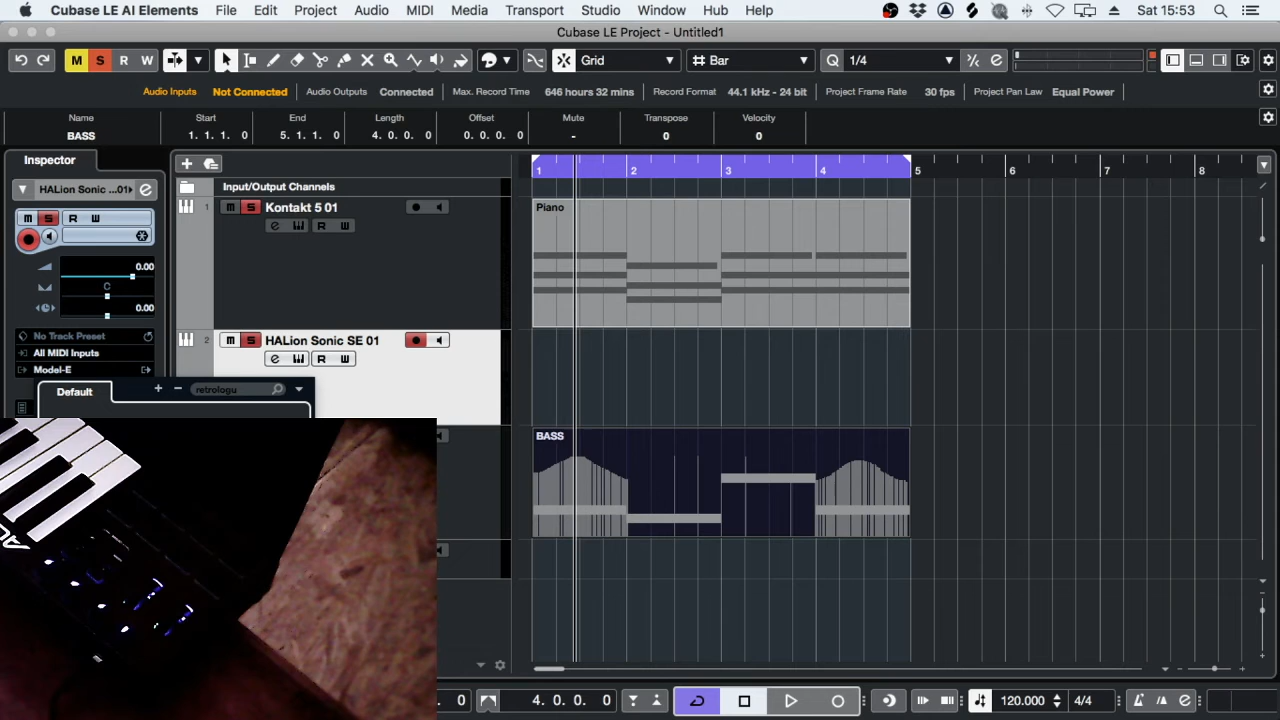 Cubase LE AI Elements File Edit Project Audio MIDI Media Transport Studio Window Hub Help Sat 15:53
Cubase LE Project - Untitled1
M S R W Grid Bar Q 1/4
Audio Inputs Not Connected Audio Outputs Connected Max. Record Time 646 hours 32 mins Record Format 44.1 kHz - 24 bit Project Frame Rate 30 fps Project Pan Law Equal Power
Name Start End Length Offset Mute Transpose Velocity
BASS 1. 1. 1. 0 5. 1. 1. 0 4. 0. 0. 0 0. 0. 0. 0 - 0 0
Inspector
1 2 3 4 5 6 7 8
HALion Sonic ...01
Input/Output Channels
m S R W
1 m S Kontakt 5 01
e R W
Piano
0.00
C
0.00
No Track Preset
2 m S HALion Sonic SE 01
All MIDI Inputs
e R W
Model-E
Default + - retrologu
BASS
0 4. 0. 0. 0 120.000 4/4